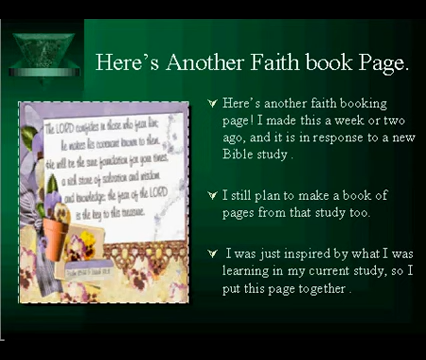 Here's Another Faith book Page.
The LORD confides in those who fear him;
he makes his covenant known to them.
He will be the sure foundation for your times,
a rich store of salvation and wisdom
and knowledge; the fear of the LORD
is the key to this treasure.
Here's another faith booking
page! I made this a week or two
ago, and it is in response to a new
Bible study .
I still plan to make a book of
pages from that study too.
I was just inspired by what I was
learning in my current study, so I
put this page together .